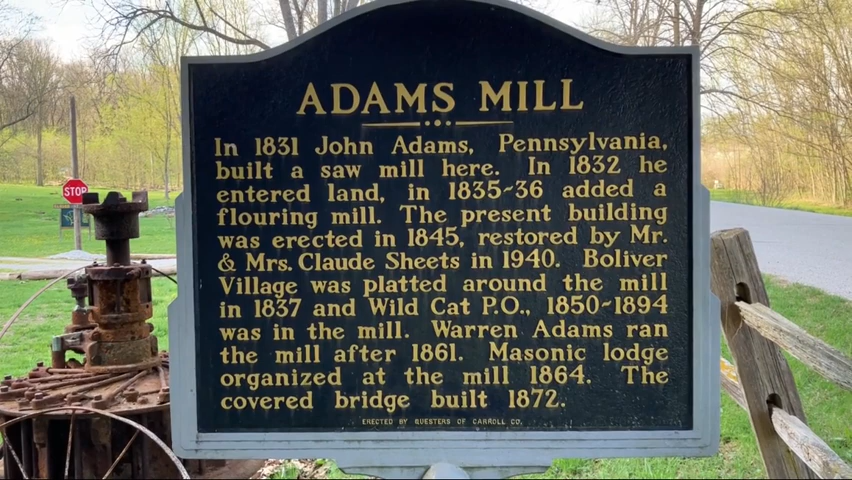 ADAMS MILL
In 1831 John Adams, Pennsylvania,
built a saw mill here. In 1832 he
entered land, in 1835-36 added a
flouring mill. The present building
was erected in 1845, restored by Mr.
& Mrs. Claude Sheets in 1940. Boliver
Village was platted around the mill
in 1837 and Wild Cat P.O., 1850-1894
was in the mill. Warren Adams ran
the mill after 1861. Masonic lodge
organized at the mill 1864. The
covered bridge built 1872.
ERECTED BY QUESTERS OF CARROLL CO.
STOP